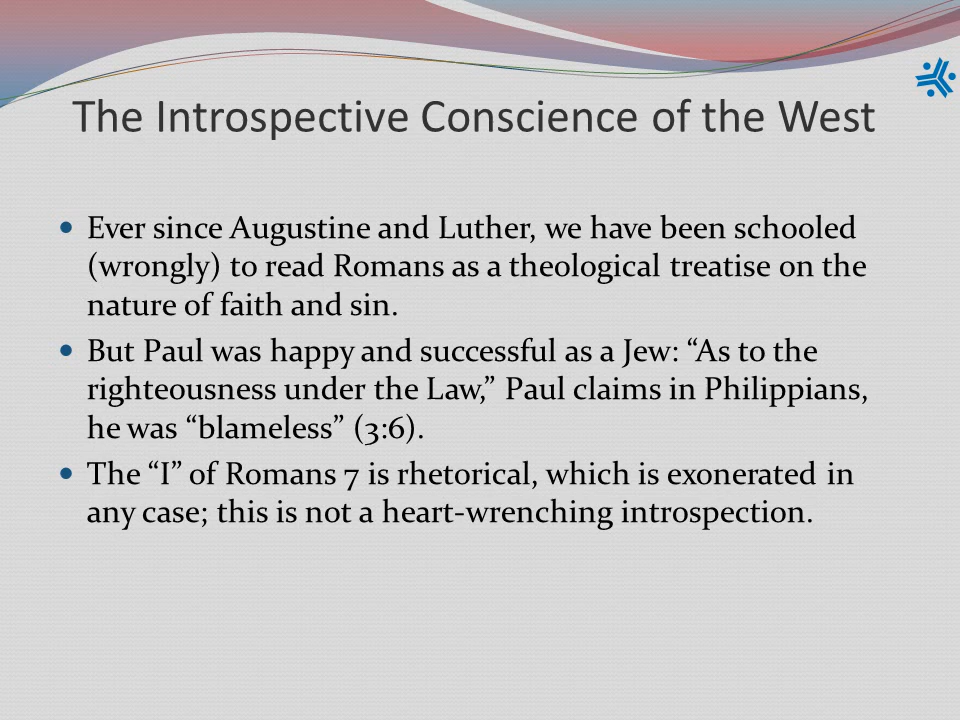 The Introspective Conscience of the West
• Ever since Augustine and Luther, we have been schooled
(wrongly) to read Romans as a theological treatise on the
nature of faith and sin.
• But Paul was happy and successful as a Jew: “As to the
righteousness under the Law,” Paul claims in Philippians,
he was “blameless” (3:6).
• The “I” of Romans 7 is rhetorical, which is exonerated in
any case; this is not a heart-wrenching introspection.